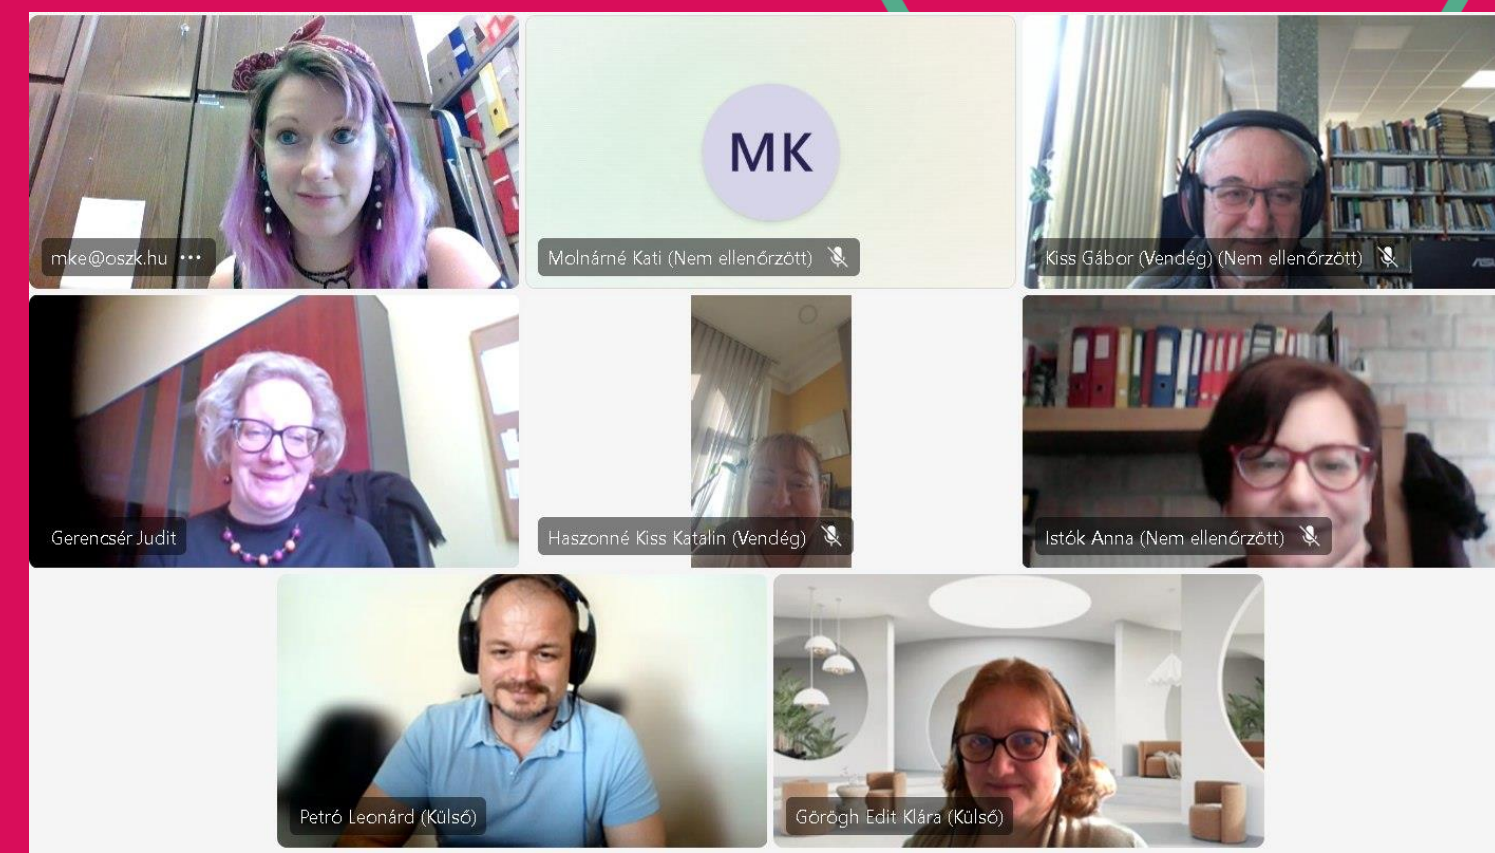 MK
mke@oszk.hu ...
Molnárné Kati (Nem ellenőrzött)
Kiss Gábor (Vendég) (Nem ellenőrzött)
Gerencsér Judit
Haszonné Kiss Katalin (Vendég)
Istók Anna (Nem ellenőrzött)
Petró Leonárd (Külső)
Görögh Edit Klára (Külső)